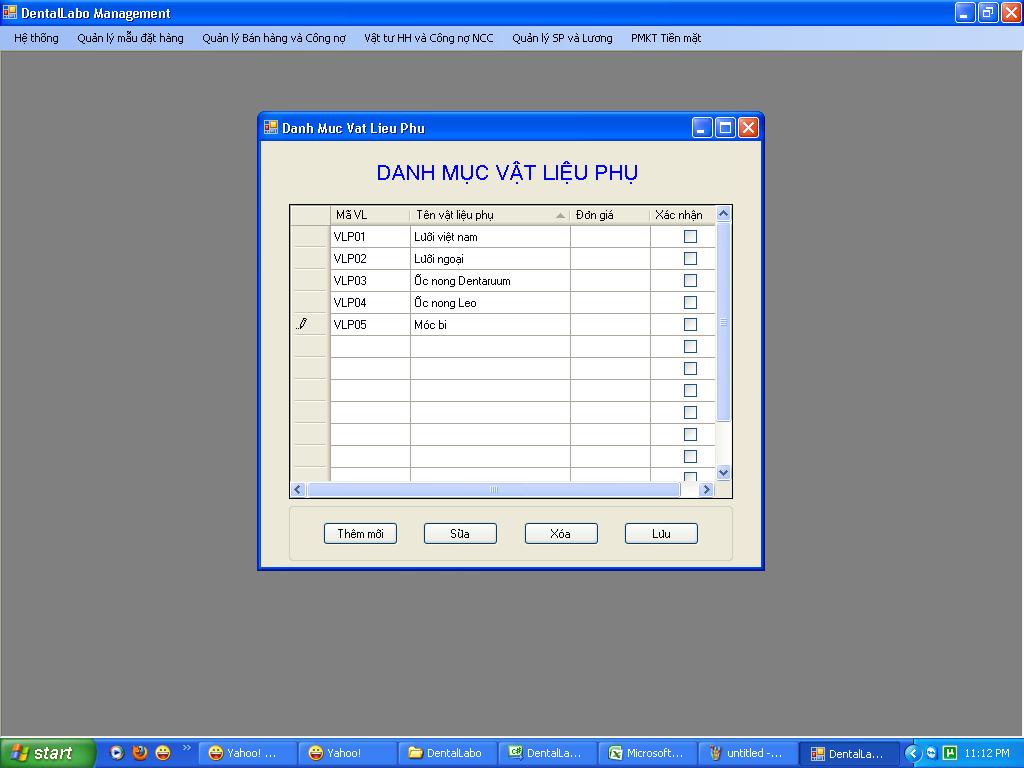 DentalLabo Management
Hệ thống Quản lý mẫu đặt hàng Quản lý Bán hàng và Công nợ Vật tư HH và Công nợ NCC Quản lý SP và Lương PMKT Tiền mặt
Danh Muc Vat Lieu Phu
DANH MỤC VẬT LIỆU PHỤ
Mã VL Tên vật liệu phụ Đơn giá Xác nhận
VLP01 Lưỡi việt nam
VLP02 Lưỡi ngoại
VLP03 Ốc nong Dentaruum
VLP04 Ốc nong Leo
VLP05 Móc bi
Thêm mới Sửa Xóa Lưu
start Yahoo! ... Yahoo! DentalLabo DentalLa... Microsoft... untitled -... DentalLa... 11:12 PM